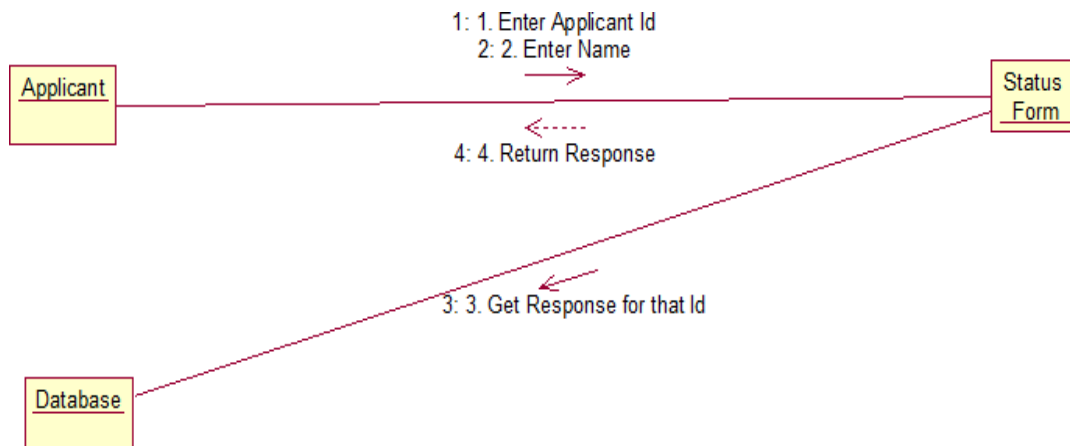 1: 1. Enter Applicant Id
2: 2. Enter Name
Applicant
Status
Form
4: 4. Return Response
3: 3. Get Response for that Id
Database